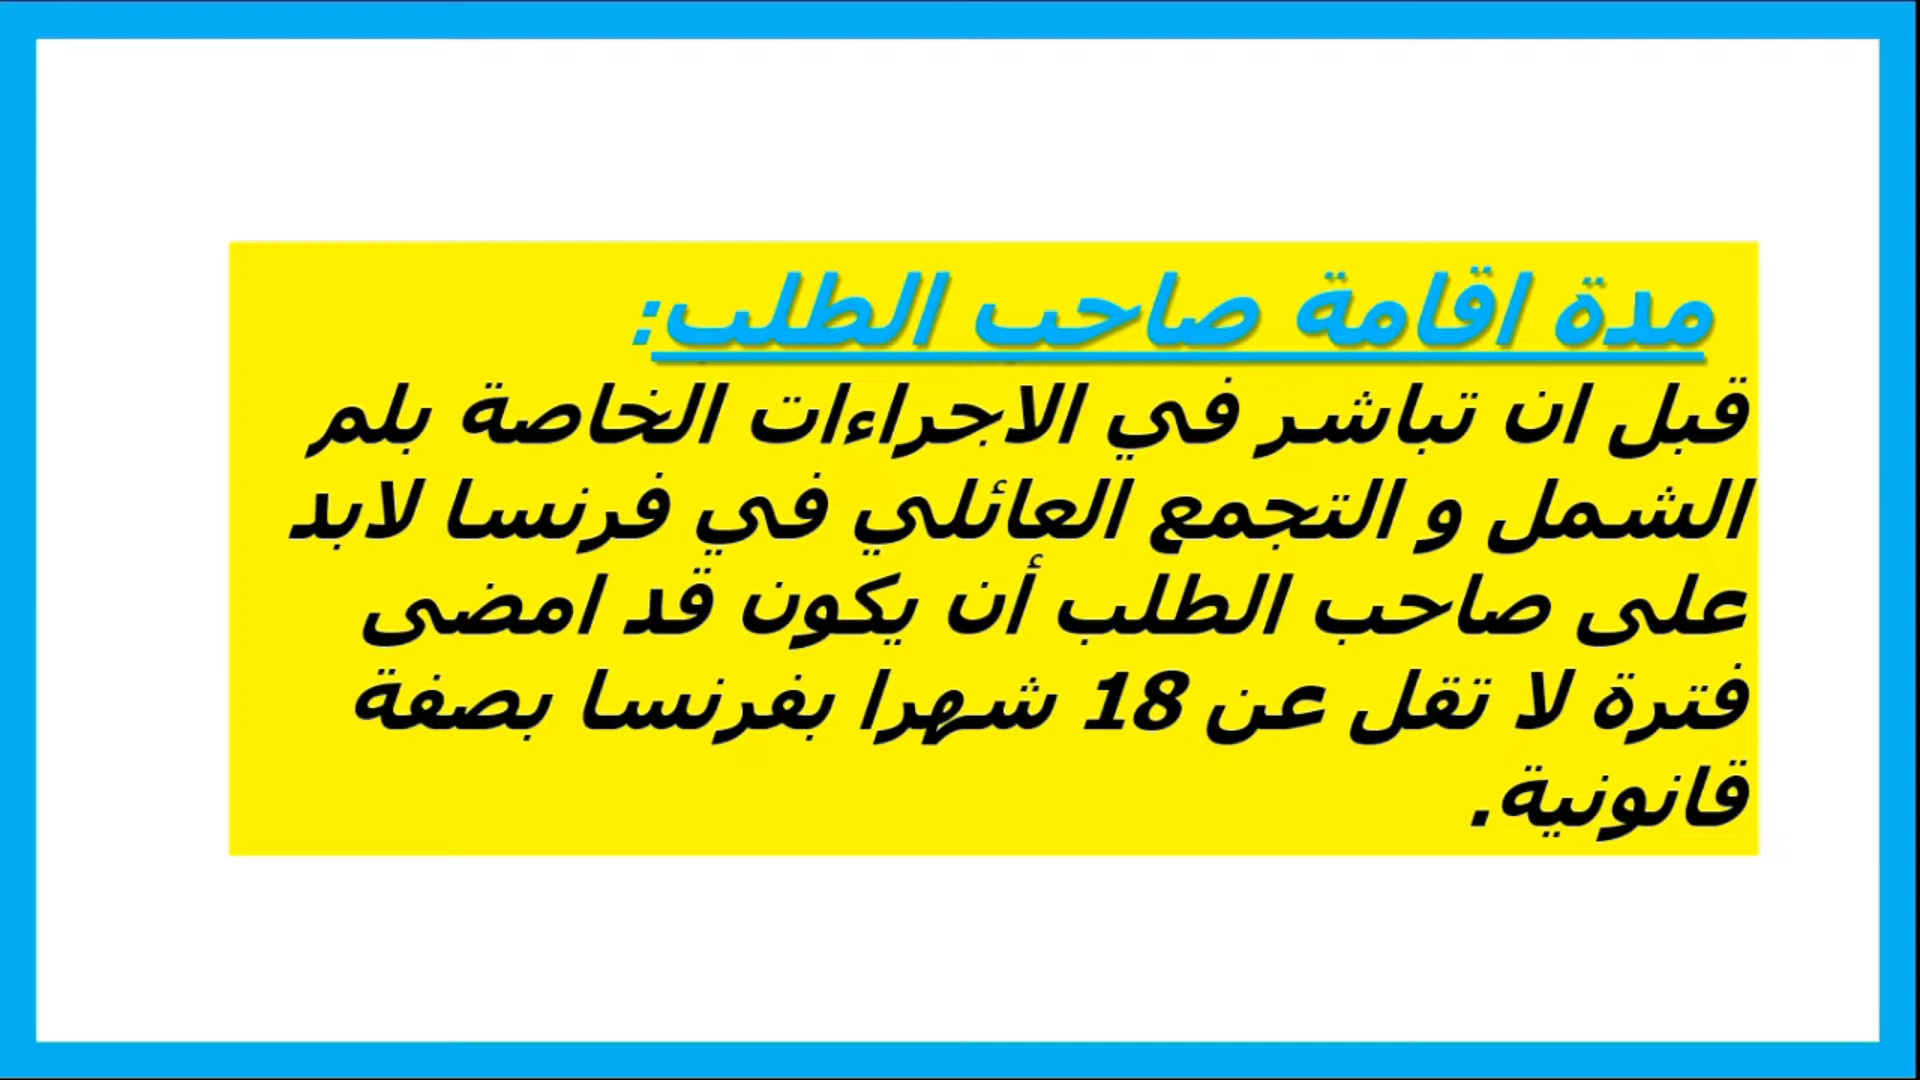 مدة اقامة صاحب الطلب:
قبل ان تباشر في الاجراءات الخاصة بلم
الشمل و التجمع العائلي في فرنسا لابد
على صاحب الطلب أن يكون قد امضى
فترة لا تقل عن 18 شهرا بفرنسا بصفة
قانونية.